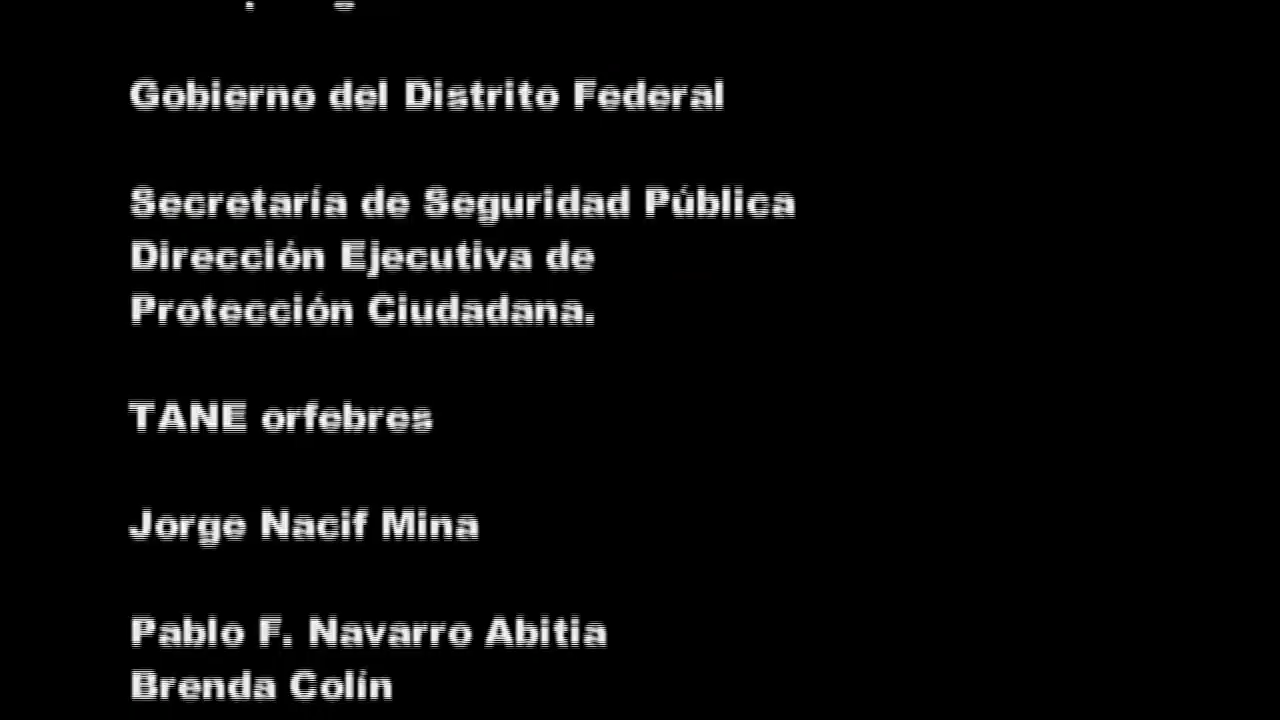 Gobierno del Distrito Federal
Secretaría de Seguridad Pública
Dirección Ejecutiva de
Protección Ciudadana.
TANE orfebres
Jorge Nacif Mina
Pablo F. Navarro Abitia
Brenda Colín